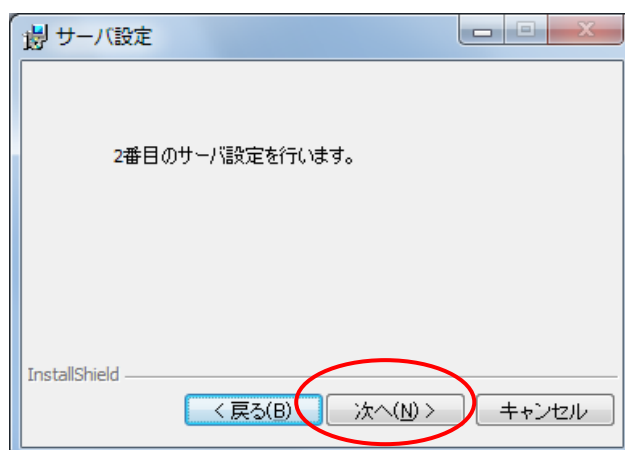 サーバ設定
2番目のサーバ設定を行います。
InstallShield
< 戻る(B)
次へ(N) >
キャンセル